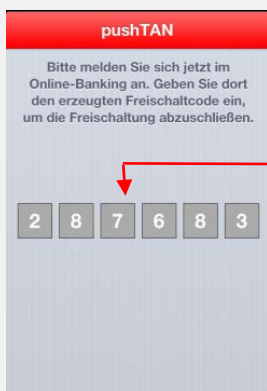 pushTAN
Bitte melden Sie sich jetzt im
Online-Banking an. Geben Sie dort
den erzeugten Freischaltcode ein,
um die Freischaltung abzuschließen.
2 8 7 6 8 3